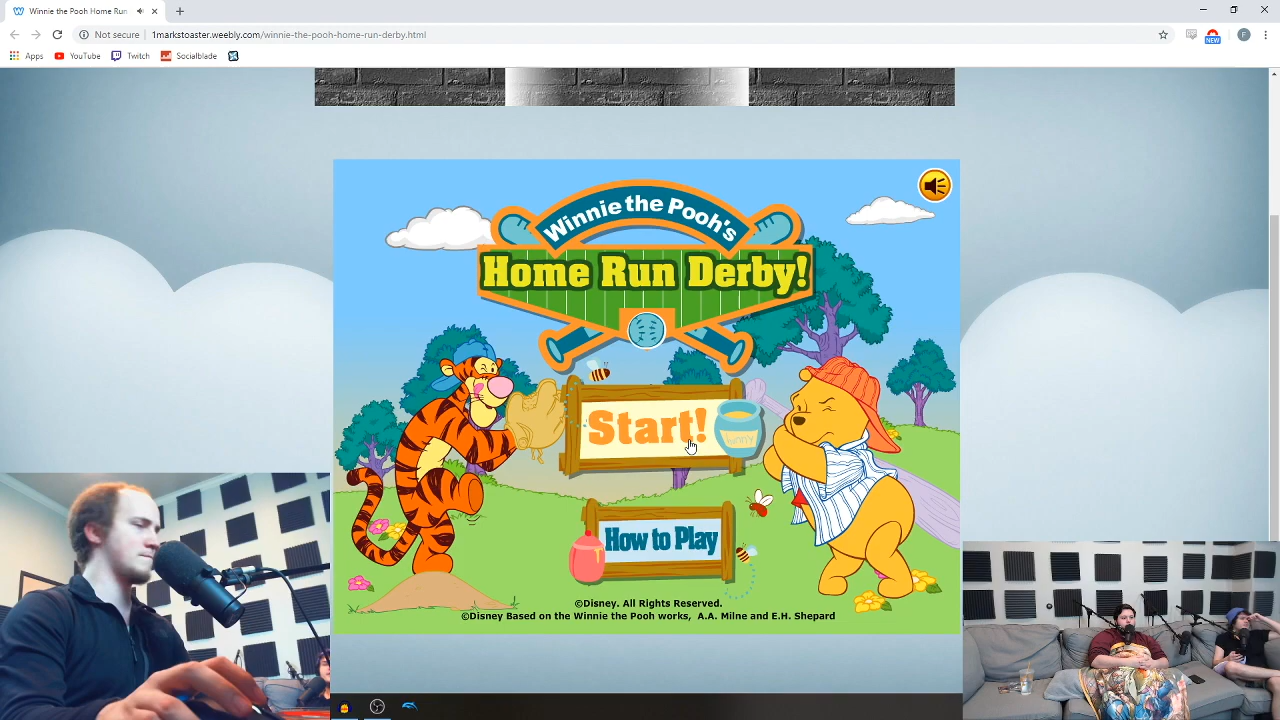 Winnie the Pooh Home Run
Not secure
1markstoaster.weebly.com/winnie-the-pooh-home-run-derby.html
NEW
F
Apps
YouTube
Twitch
Socialblade
Winnie the Pooh's
Home Run Derby!
Start!
HUNNY
How to Play
©Disney. All Rights Reserved.
©Disney Based on the Winnie the Pooh works, A.A. Milne and E.H. Shepard